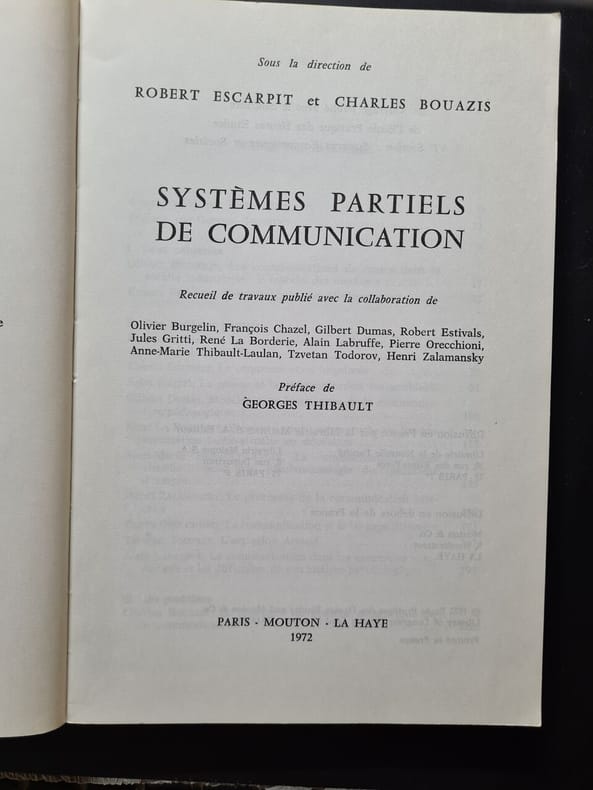 Sous la direction de
ROBERT ESCARPIT et CHARLES BOUAZIS
SYSTÈMES PARTIELS
DE COMMUNICATION
Recueil de travaux publié avec la collaboration de
Olivier Burgelin, François Chazel, Gilbert Dumas, Robert Estivals,
Jules Gritti, René La Borderie, Alain Labruffe, Pierre Orecchioni,
Anne-Marie Thibault-Laulan, Tzvetan Todorov, Henri Zalamansky
Préface de
GEORGES THIBAULT
PARIS - MOUTON - LA HAYE
1972